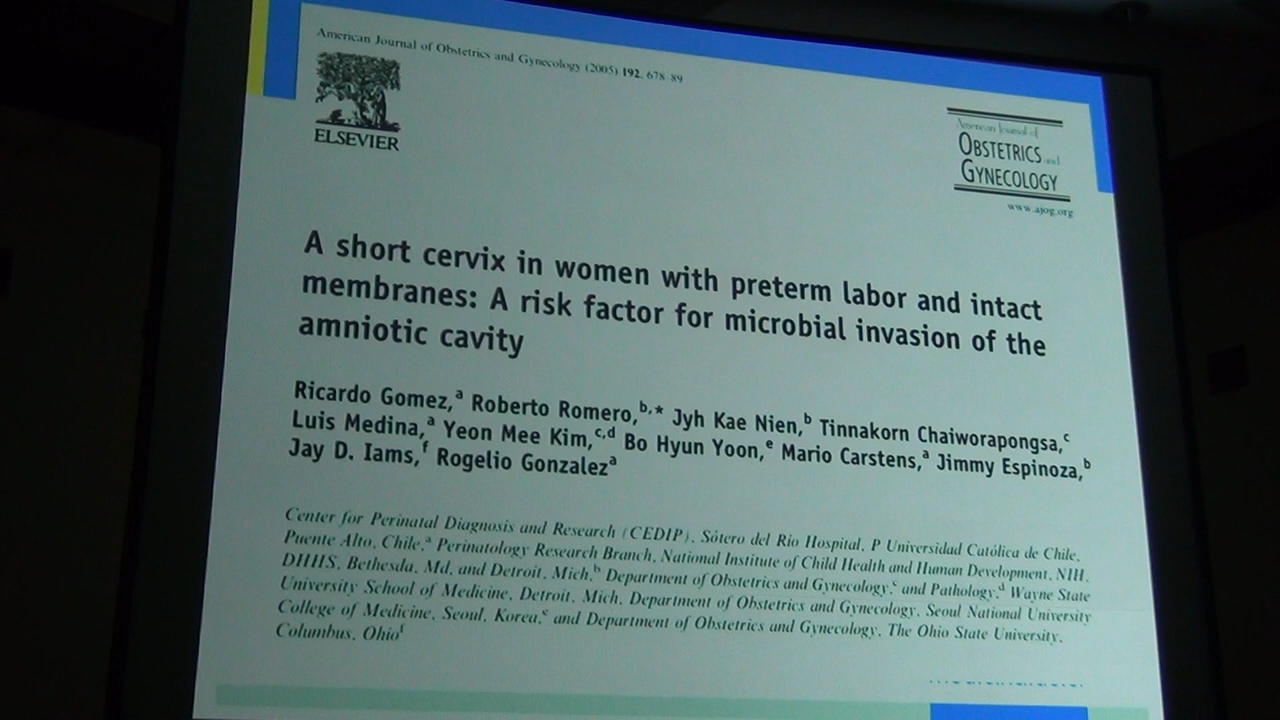 American Journal of Obstetrics and Gynecology (2005) 192, 678–89
ELSEVIER
American Journal of
OBSTETRICS and
GYNECOLOGY
www.ajog.org
A short cervix in women with preterm labor and intact
membranes: A risk factor for microbial invasion of the
amniotic cavity
Ricardo Gomez,ᵃ Roberto Romero,ᵇ,* Jyh Kae Nien,ᵇ Tinnakorn Chaiworapongsa,ᶜ
Luis Medina,ᵃ Yeon Mee Kim,ᶜ,ᵈ Bo Hyun Yoon,ᵉ Mario Carstens,ᵃ Jimmy Espinoza,ᵇ
Jay D. Iams,ᶠ Rogelio Gonzalezᵃ
Center for Perinatal Diagnosis and Research (CEDIP), Sótero del Rio Hospital, P Universidad Católica de Chile,
Puente Alto, Chile,ᵃ Perinatology Research Branch, National Institute of Child Health and Human Development, NIH,
DHHS, Bethesda, Md, and Detroit, Mich,ᵇ Department of Obstetrics and Gynecology,ᶜ and Pathology,ᵈ Wayne State
University School of Medicine, Detroit, Mich, Department of Obstetrics and Gynecology, Seoul National University
College of Medicine, Seoul, Korea,ᵉ and Department of Obstetrics and Gynecology, The Ohio State University,
Columbus, Ohioᶠ